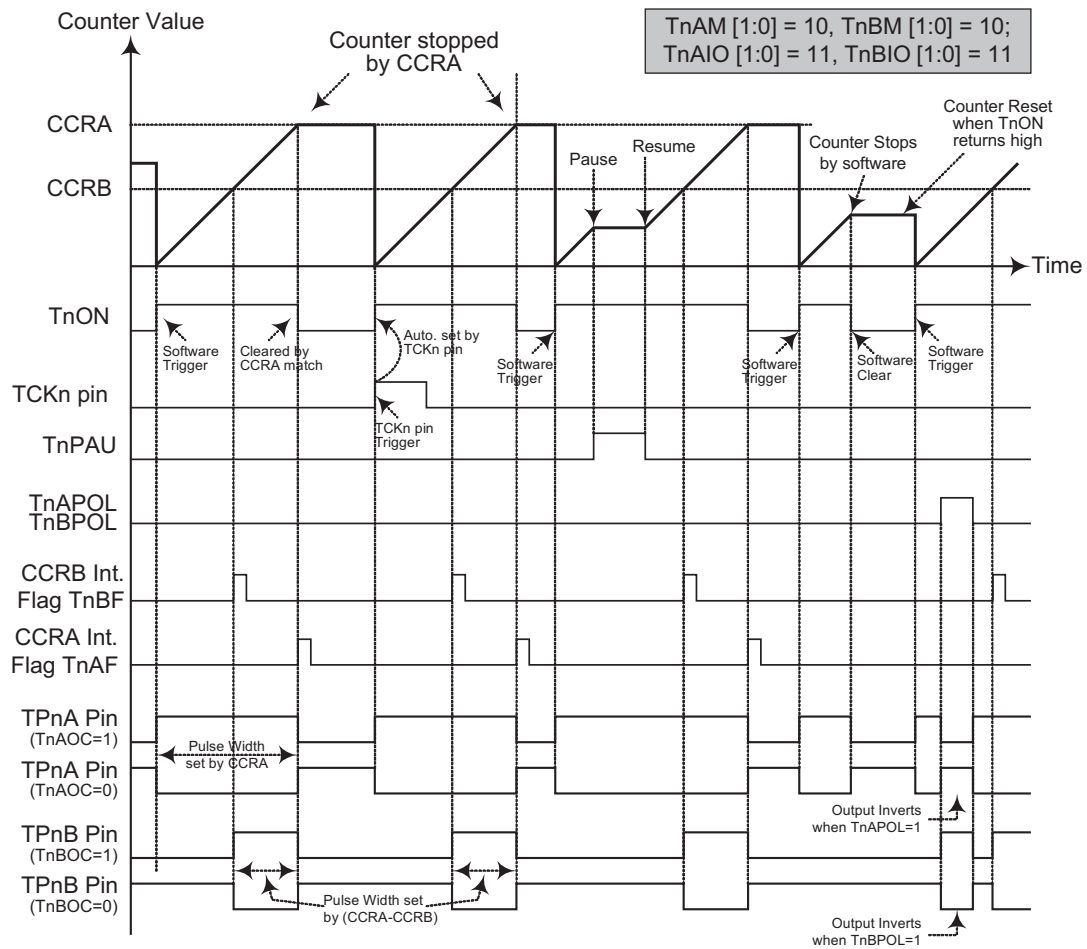 Counter Value
TnAM [1:0] = 10, TnBM [1:0] = 10;
TnAIO [1:0] = 11, TnBIO [1:0] = 11
Counter stopped
by CCRA
Counter Reset
when TnON
returns high
CCRA
Pause
Resume
Counter Stops
by software
CCRB
Time
TnON
Software
Trigger
Cleared by
CCRA match
Auto. set by
TCKn pin
Software
Trigger
Software
Trigger
Software
Clear
Software
Trigger
TCKn pin
TCKn pin
Trigger
TnPAU
TnAPOL
TnBPOL
CCRB Int.
Flag TnBF
CCRA Int.
Flag TnAF
TPnA Pin
(TnAOC=1)
Pulse Width
set by CCRA
TPnA Pin
(TnAOC=0)
Output Inverts
when TnAPOL=1
TPnB Pin
(TnBOC=1)
TPnB Pin
(TnBOC=0)
Pulse Width set
by (CCRA-CCRB)
Output Inverts
when TnBPOL=1